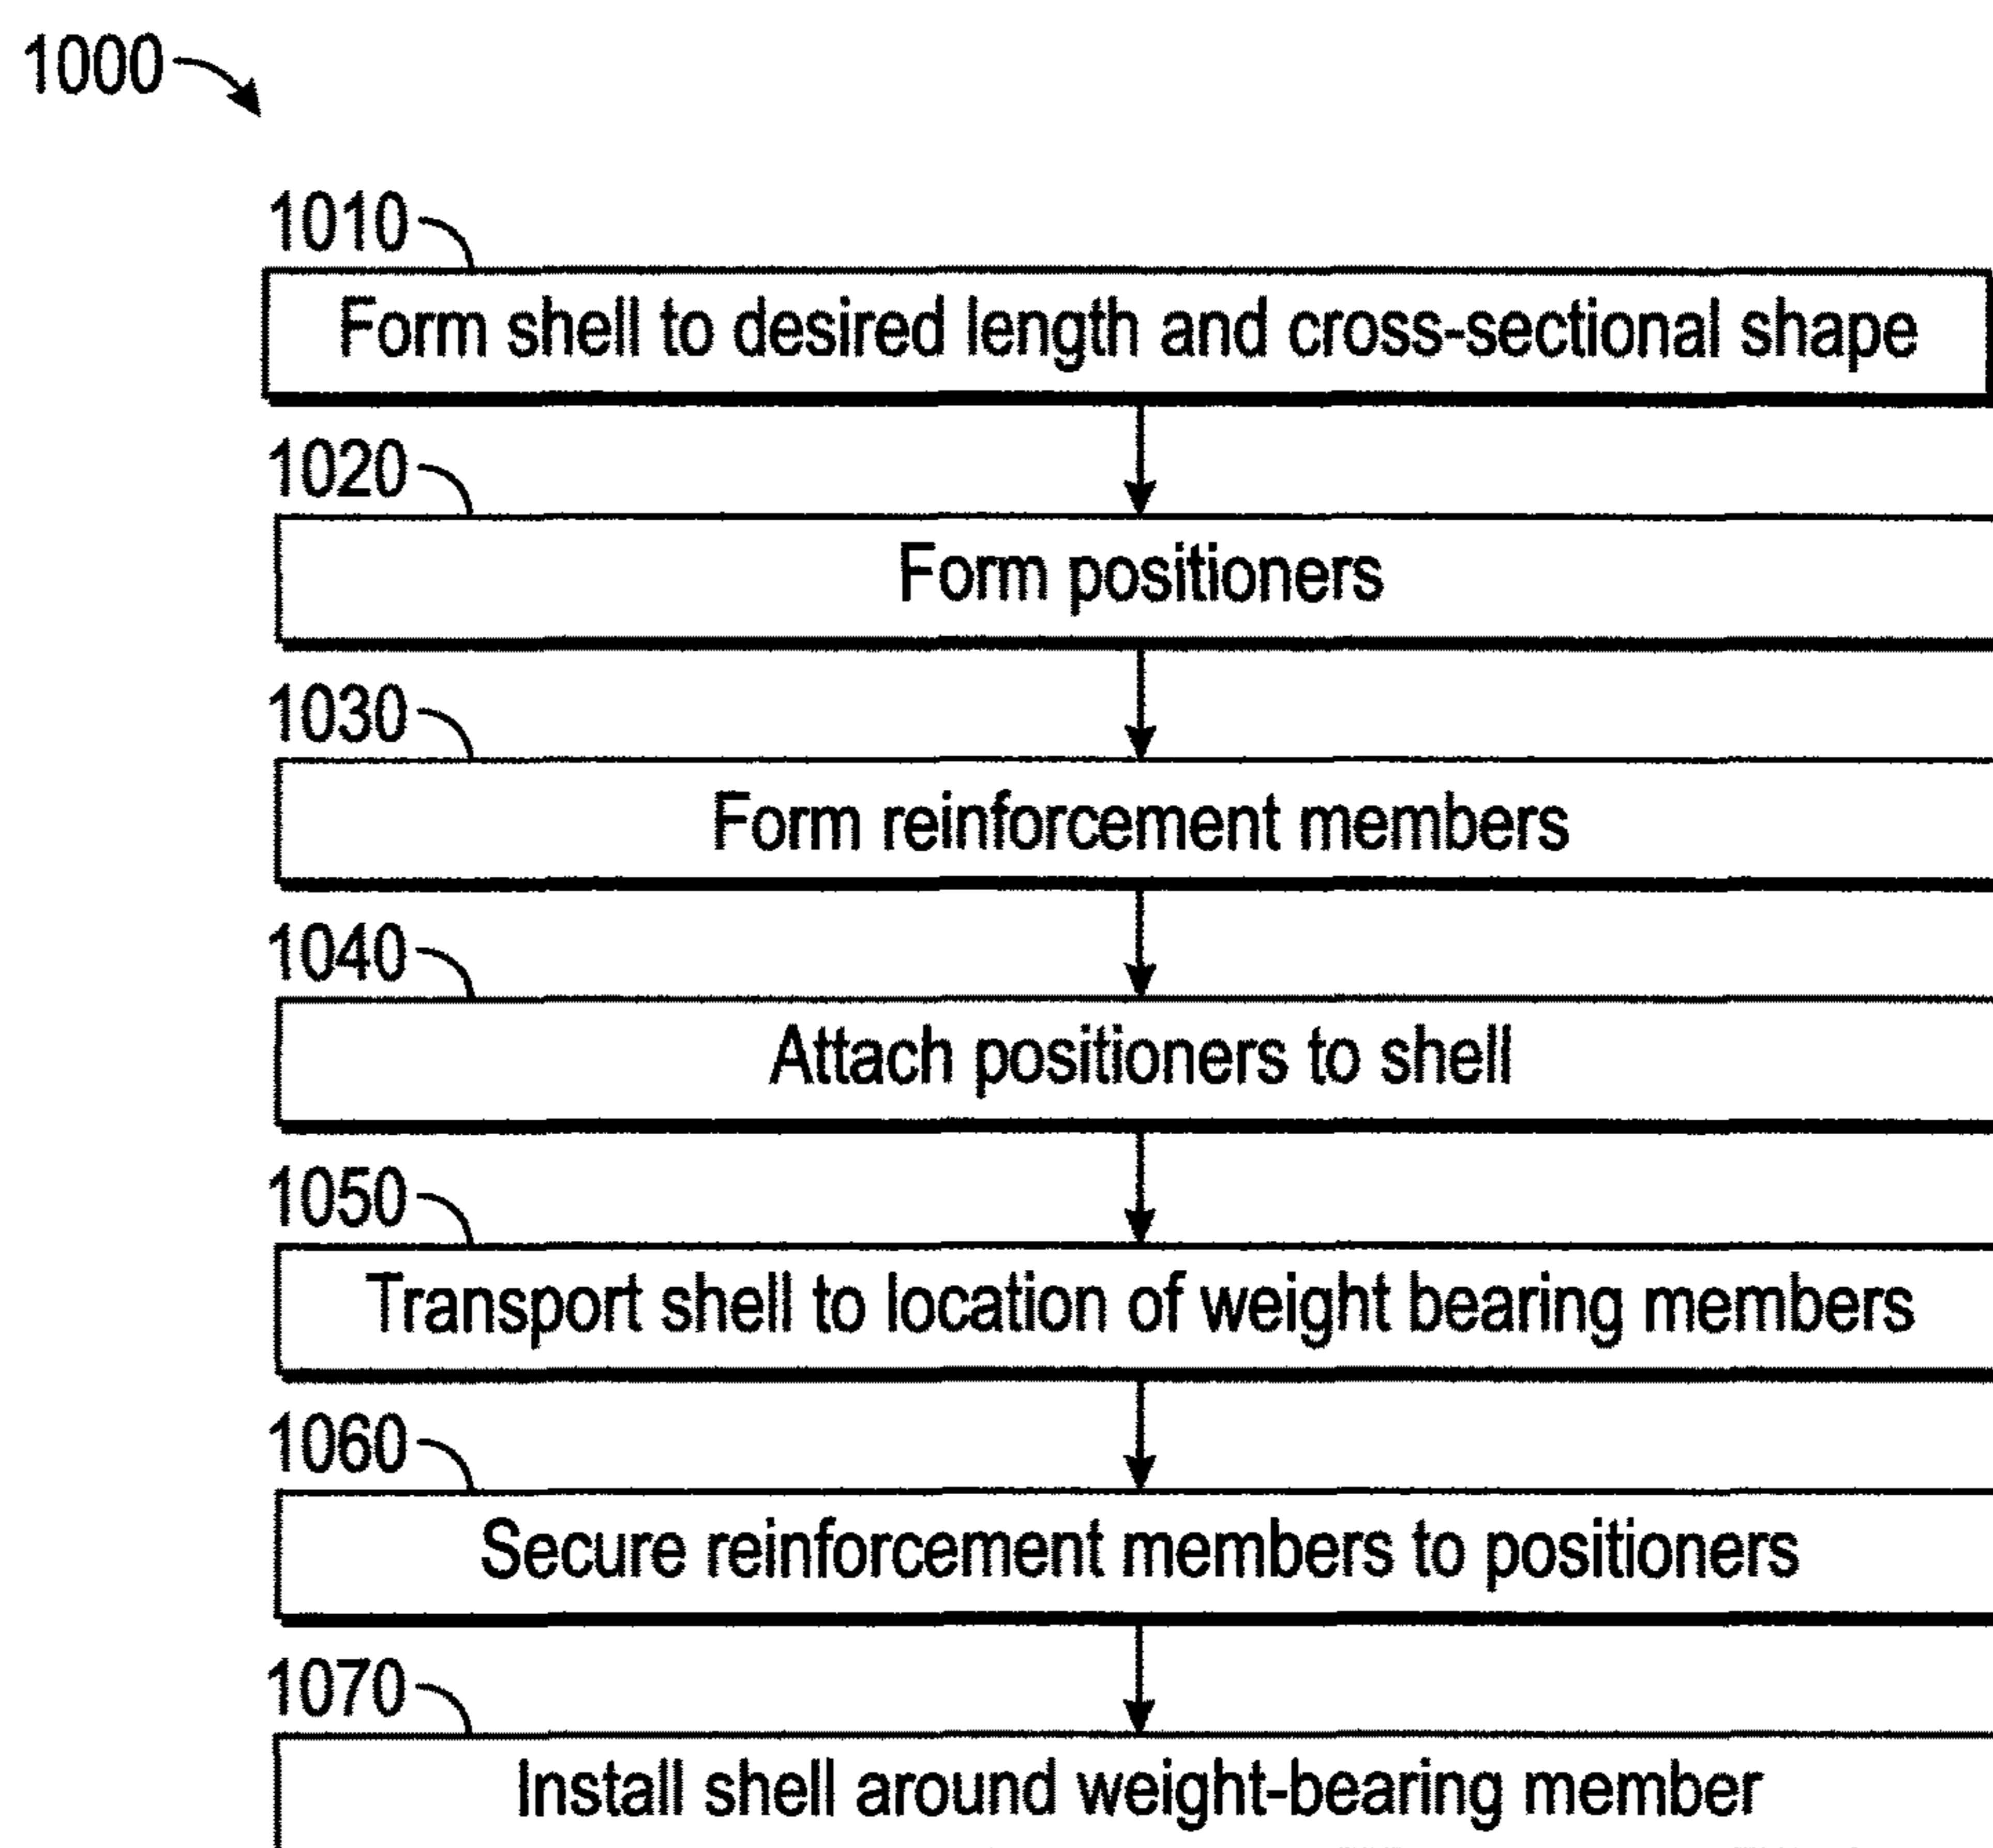 1000
1010
Form shell to desired length and cross-sectional shape
1020
Form positioners
1030
Form reinforcement members
1040
Attach positioners to shell
1050
Transport shell to location of weight bearing members
1060
Secure reinforcement members to positioners
1070
Install shell around weight-bearing member